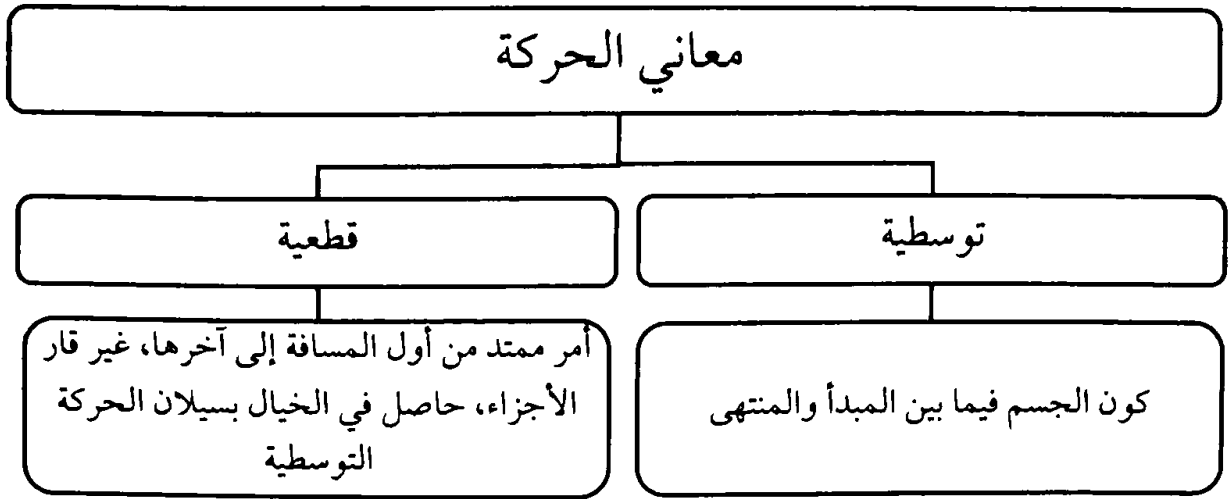 معاني الحركة
توسطية
قطعية
كون الجسم فيما بين المبدأ والمنتهى
أمر ممتد من أول المسافة إلى آخرها، غير قار
الأجزاء، حاصل في الخيال بسيلان الحركة
التوسطية